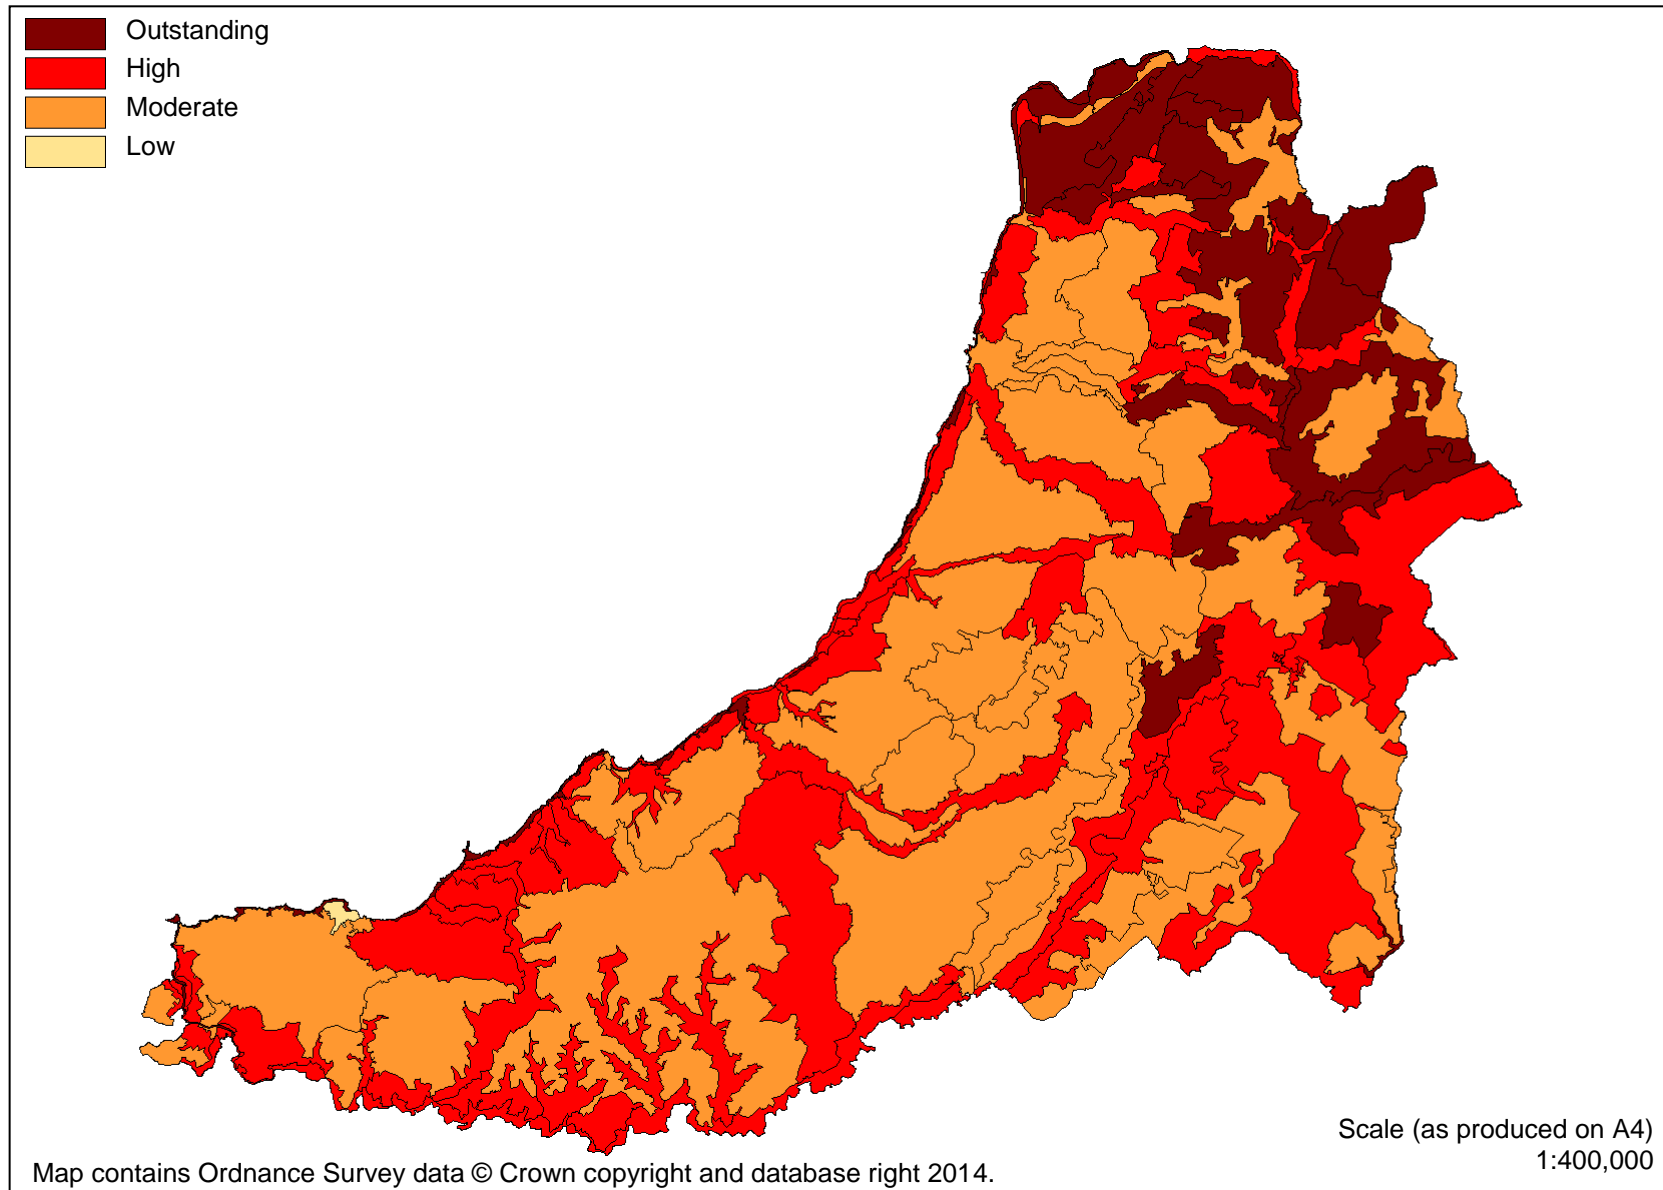 Outstanding
High
Moderate
Low
Scale (as produced on A4)
1:400,000
Map contains Ordnance Survey data © Crown copyright and database right 2014.